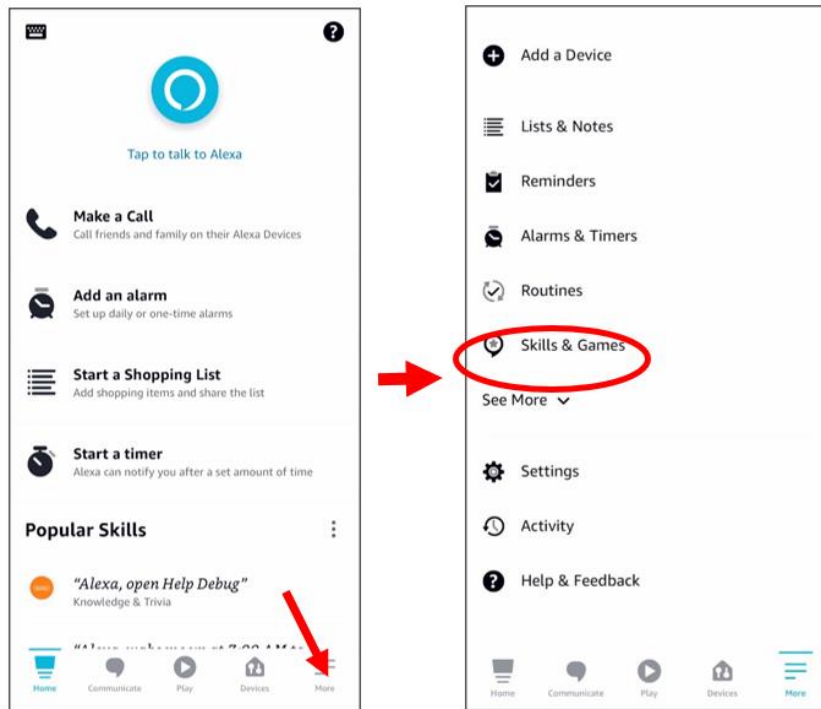 Tap to talk to Alexa
Make a Call
Call friends and family on their Alexa Devices
Add an alarm
Set up daily or one-time alarms
Start a Shopping List
Add shopping items and share the list
Start a timer
Alexa can notify you after a set amount of time
Popular Skills
"Alexa, open Help Debug"
Knowledge & Trivia
Home Communicate Play Devices More
Add a Device
Lists & Notes
Reminders
Alarms & Timers
Routines
Skills & Games
See More
Settings
Activity
Help & Feedback
Home Communicate Play Devices More